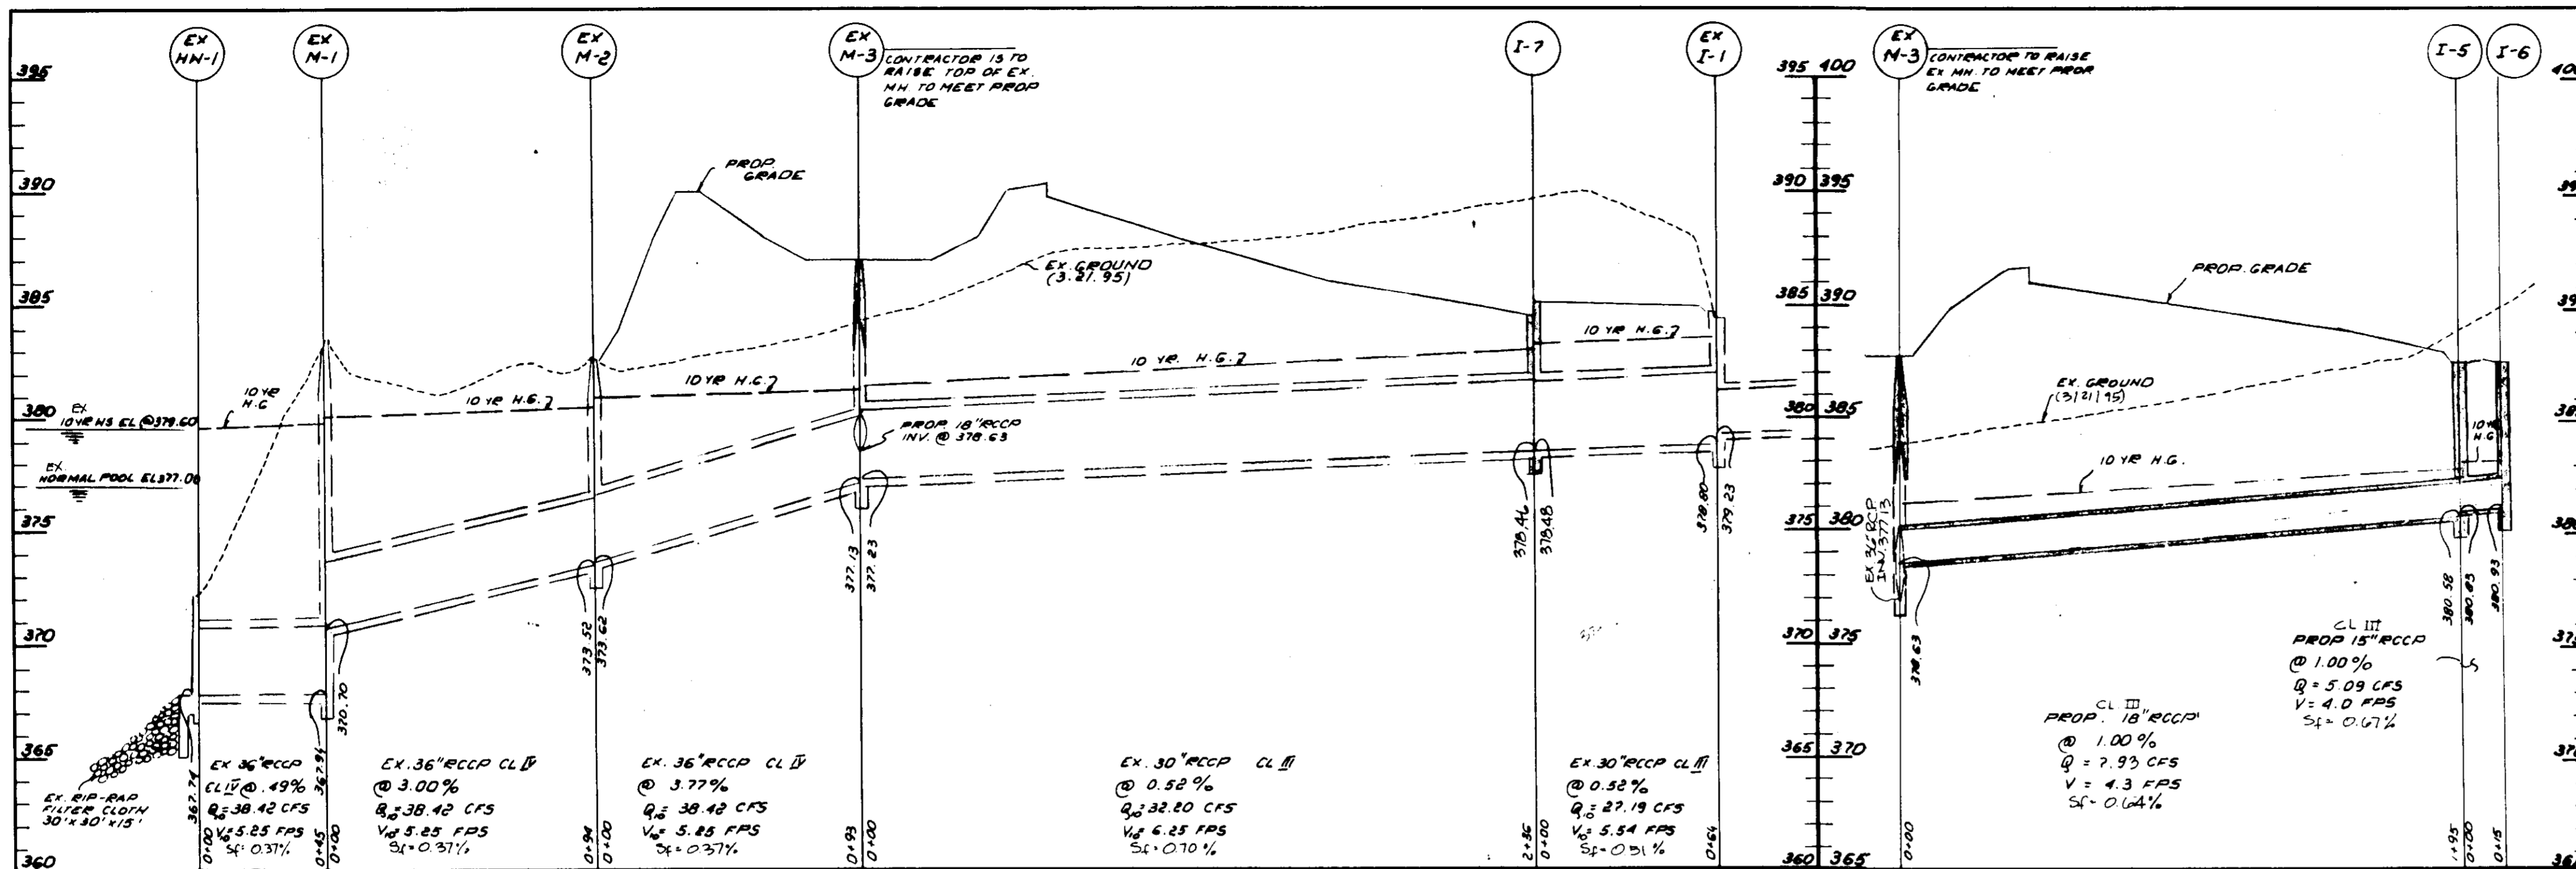 EX
HW-1
EX
M-1
EX
M-2
EX
M-3
CONTRACTOR IS TO
RAISE TOP OF EX.
MH. TO MEET PROP
GRADE
I-7
EX
I-1
EX
M-3
CONTRACTOR TO RAISE
EX MH. TO MEET PROP
GRADE
I-5
I-6
395
390
385
380
375
370
365
360
395 400
390 395
385 390
380 385
375 380
370 375
365 370
360 365
PROP.
GRADE
EX. GROUND
(3.21.95)
10 YR
H.G
10 YR H.G.
10 YR H.G.
10 YR. H.G.
10 YR H.G.
EX
10 YR HS EL @ 379.60
EX.
NORMAL POOL EL 377.00
PROP. 18" RCCP
INV. @ 378.63
367.74
367.94
370.70
373.52
373.62
377.13
377.23
378.46
378.48
378.80
379.23
EX. RIP-RAP
FILTER CLOTH
30' x 30' x 15'
EX 36" RCCP
CL IV @ .49%
Q10 = 38.42 CFS
V10 = 5.25 FPS
Sf = 0.37%
EX. 36" RCCP CL IV
@ 3.00%
Q10 = 38.42 CFS
V10 = 5.25 FPS
Sf = 0.37%
EX. 36" RCCP CL IV
@ 3.77%
Q10 = 38.42 CFS
V10 = 5.25 FPS
Sf = 0.37%
EX. 30" RCCP CL III
@ 0.52%
Q10 = 32.20 CFS
V10 = 6.25 FPS
Sf = 0.70%
EX. 30" RCCP CL III
@ 0.52%
Q10 = 27.19 CFS
V10 = 5.54 FPS
Sf = 0.51%
0+00
0+45
0+00
0+94
0+00
0+93
0+00
2+36
0+00
0+64
PROP. GRADE
EX. GROUND
(3/21/95)
10 YR H.G.
10 YR
H.G
EX. 36 RCP
INV. 377.13
378.63
380.58
380.83
380.93
CL. III
PROP. 18" RCCP
@ 1.00%
Q = 7.93 CFS
V = 4.3 FPS
Sf = 0.64%
CL III
PROP 15" RCCP
@ 1.00%
Q = 5.09 CFS
V = 4.0 FPS
Sf = 0.67%
0+00
1+95
0+00
0+15